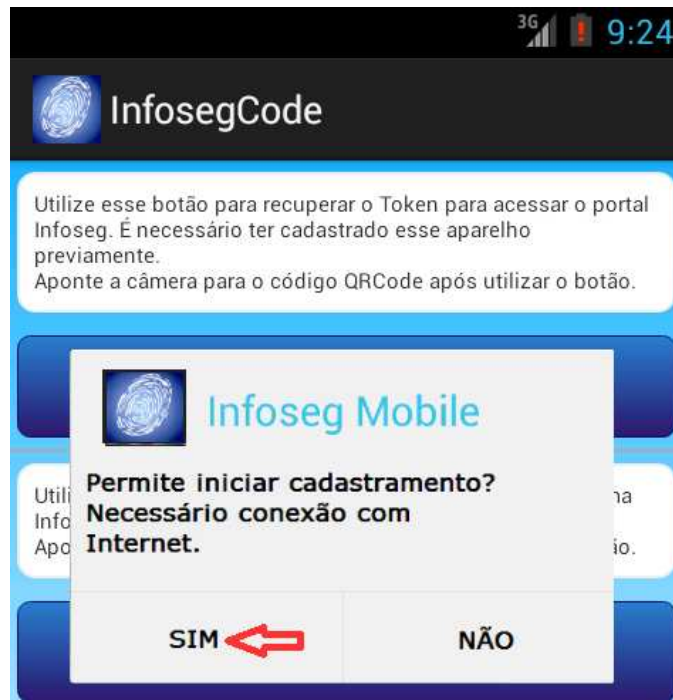 3G 9:24
InfosegCode
Utilize esse botão para recuperar o Token para acessar o portal
Infoseg. É necessário ter cadastrado esse aparelho
previamente.
Aponte a câmera para o código QRCode após utilizar o botão.
Infoseg Mobile
Permite iniciar cadastramento?
Necessário conexão com
Internet.
SIM NÃO